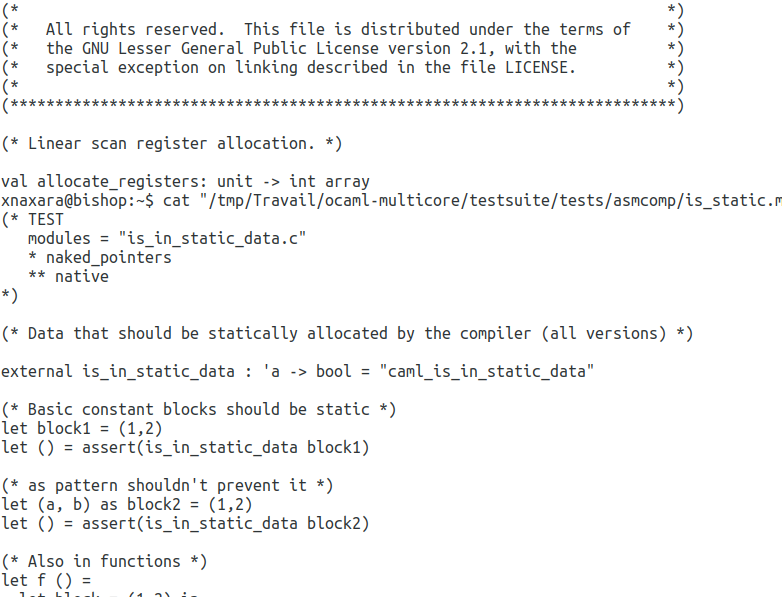 (*                                                                        *)
(*   All rights reserved.  This file is distributed under the terms of    *)
(*   the GNU Lesser General Public License version 2.1, with the          *)
(*   special exception on linking described in the file LICENSE.          *)
(*                                                                        *)
(**************************************************************************)

(* Linear scan register allocation. *)

val allocate_registers: unit -> int array
xnaxara@bishop:~$ cat "/tmp/Travail/ocaml-multicore/testsuite/tests/asmcomp/is_static.m
(* TEST
   modules = "is_in_static_data.c"
   * naked_pointers
   ** native
*)

(* Data that should be statically allocated by the compiler (all versions) *)

external is_in_static_data : 'a -> bool = "caml_is_in_static_data"

(* Basic constant blocks should be static *)
let block1 = (1,2)
let () = assert(is_in_static_data block1)

(* as pattern shouldn't prevent it *)
let (a, b) as block2 = (1,2)
let () = assert(is_in_static_data block2)

(* Also in functions *)
let f () =
  let block = (1,2) in